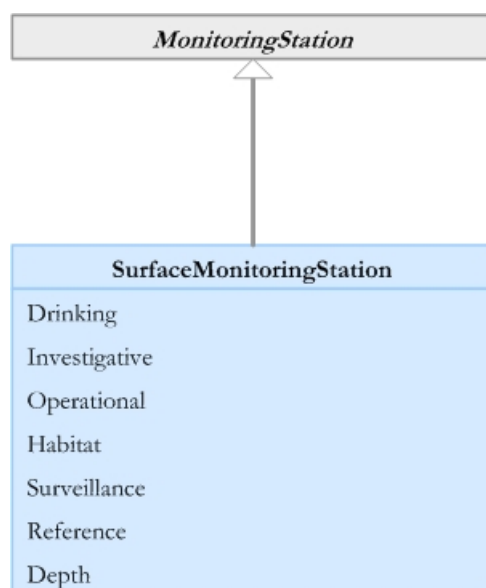 MonitoringStation
SurfaceMonitoringStation
Drinking
Investigative
Operational
Habitat
Surveillance
Reference
Depth